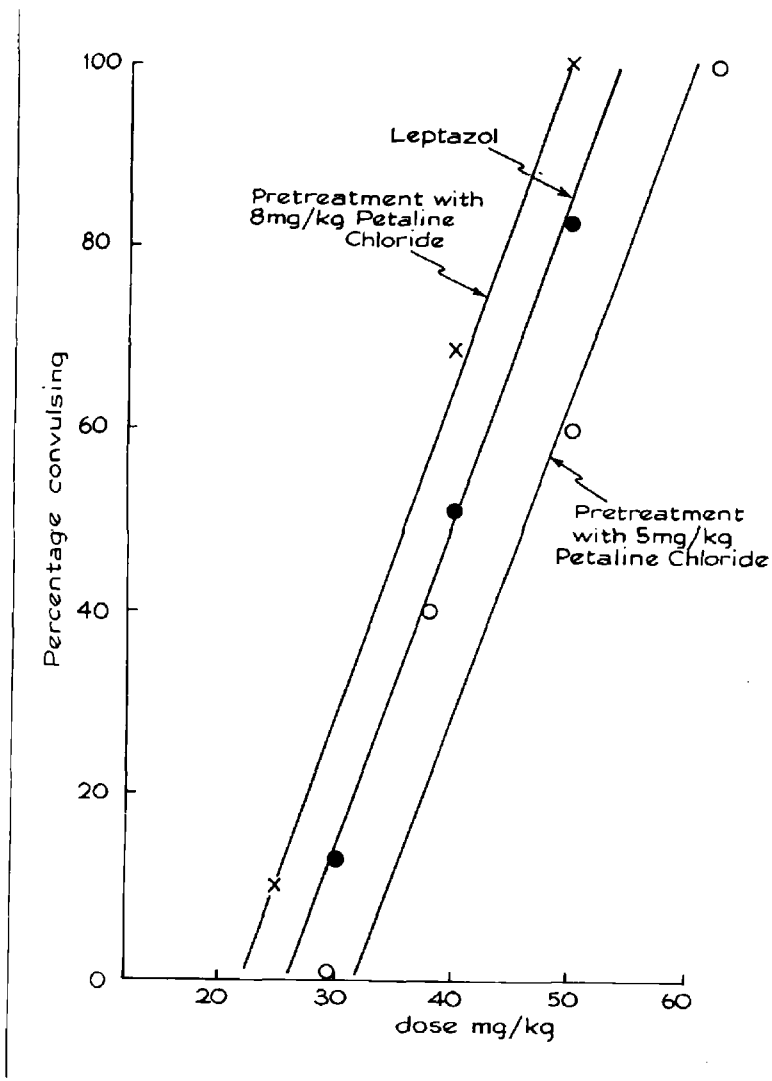 100
80
60
40
20
0
Percentage convulsing
Leptazol
Pretreatment with
8mg/kg Petaline
Chloride
Pretreatment
with 5mg/kg
Petaline Chloride
20
30
40
50
60
dose mg/kg